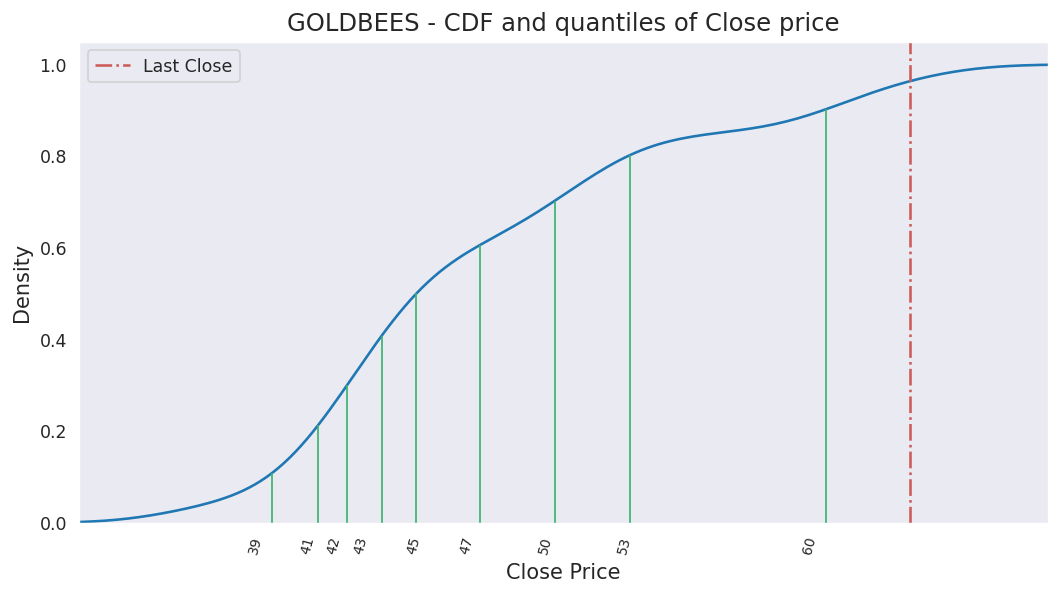 GOLDBEES - CDF and quantiles of Close price
Last Close
Density
1.0
0.8
0.6
0.4
0.2
0.0
39 41 42 43 45 47 50 53 60
Close Price